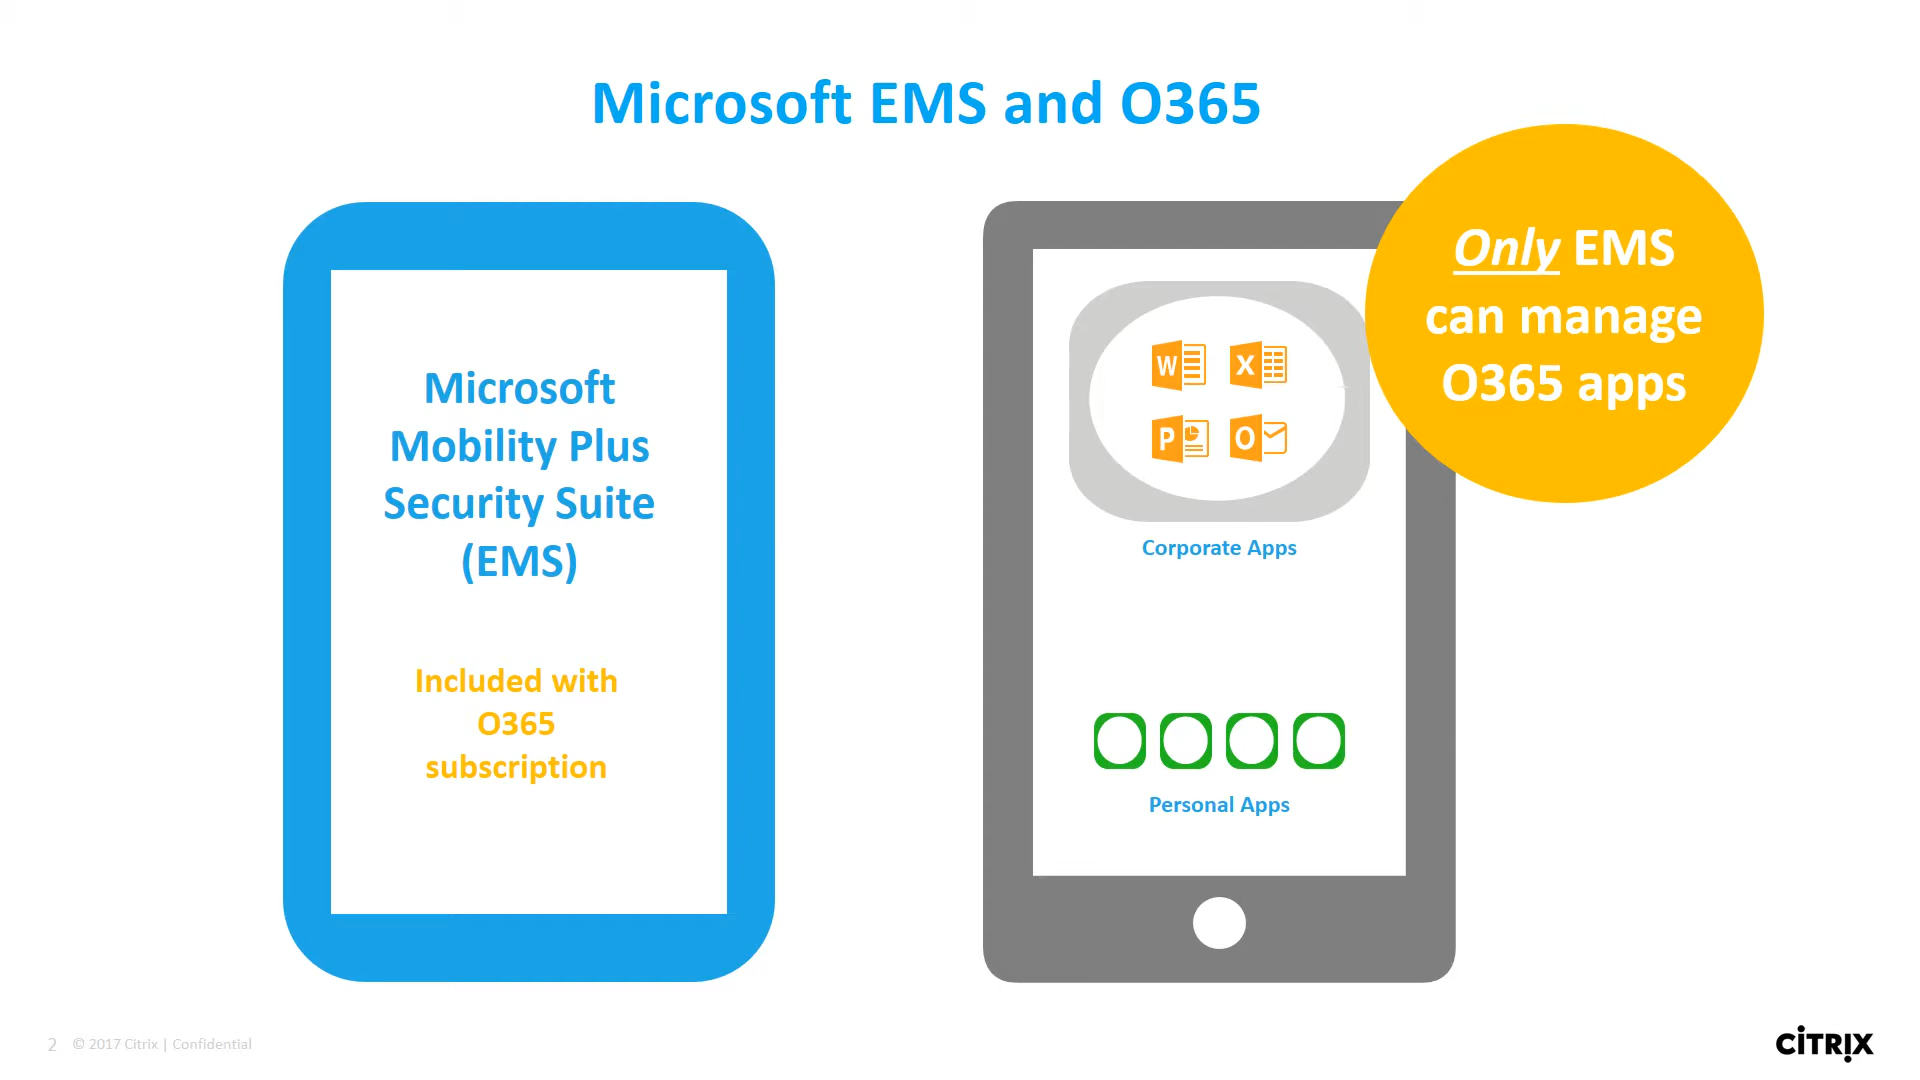 Microsoft EMS and O365
Microsoft
Mobility Plus
Security Suite
(EMS)
Included with
O365
subscription
Only EMS
can manage
O365 apps
W
X
P
O
Corporate Apps
Personal Apps
2 © 2017 Citrix | Confidential
CITRIX